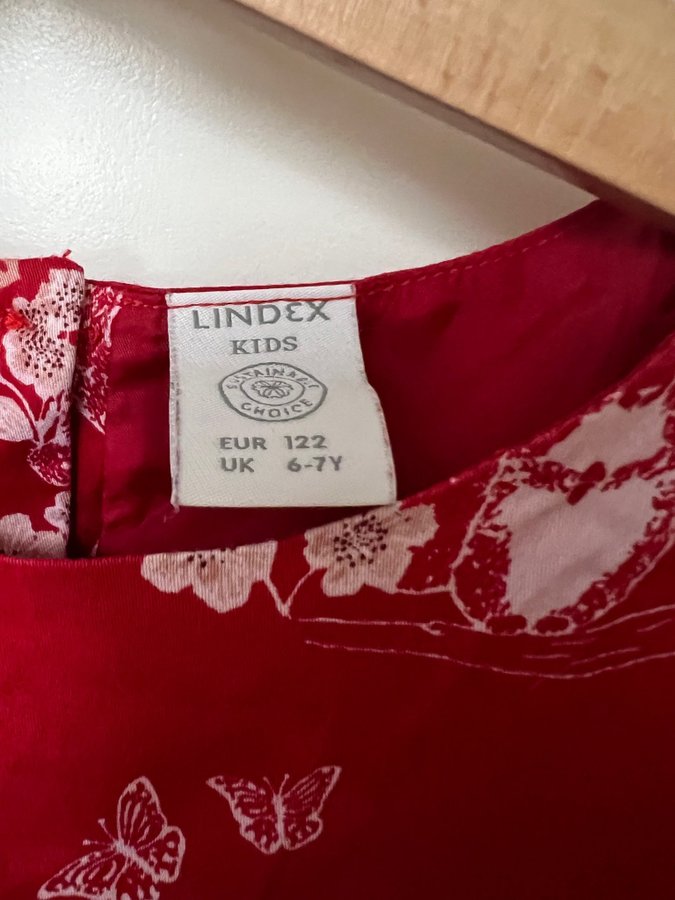 LINDEX
KIDS
SUSTAINABLE
CHOICE
EUR 122
UK 6-7Y